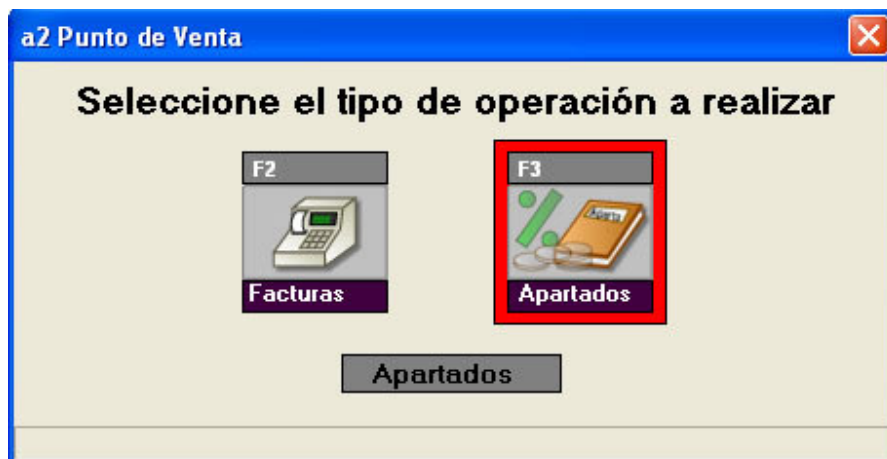 a2 Punto de Venta
Seleccione el tipo de operación a realizar
F2
F3
Facturas
Apartados
Apartados